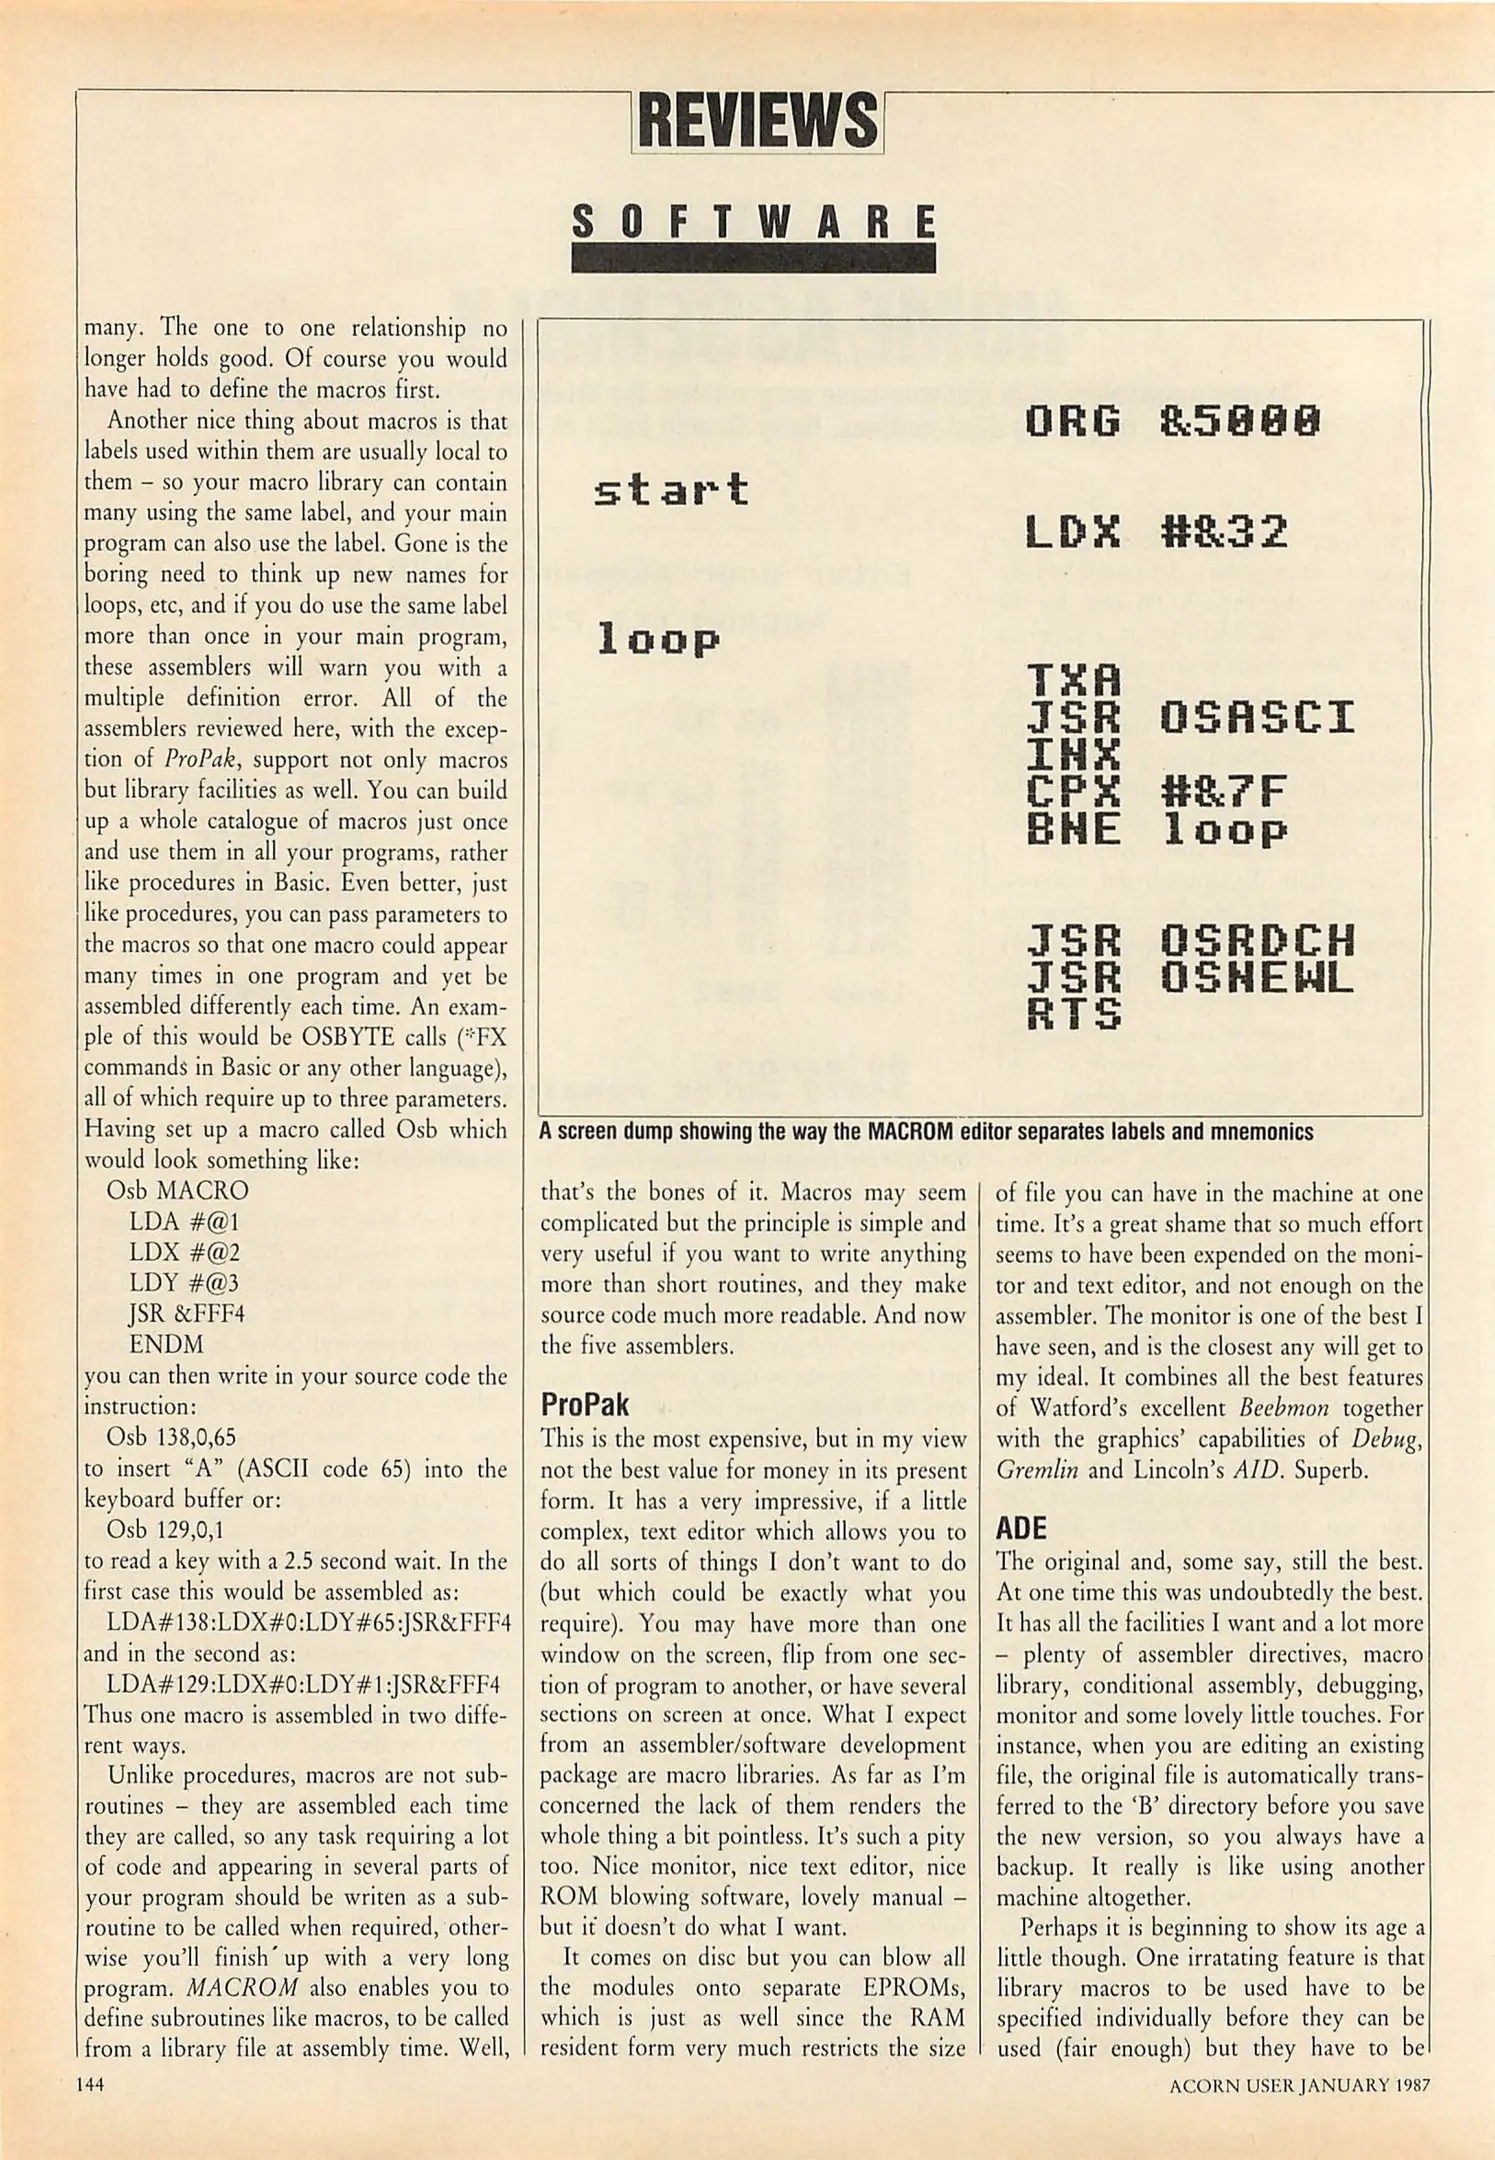 REVIEWS
SOFTWARE
many. The one to one relationship no
longer holds good. Of course you would
have had to define the macros first.
Another nice thing about macros is that
labels used within them are usually local to
them – so your macro library can contain
many using the same label, and your main
program can also use the label. Gone is the
boring need to think up new names for
loops, etc, and if you do use the same label
more than once in your main program,
these assemblers will warn you with a
multiple definition error. All of the
assemblers reviewed here, with the excep-
tion of ProPak, support not only macros
but library facilities as well. You can build
up a whole catalogue of macros just once
and use them in all your programs, rather
like procedures in Basic. Even better, just
like procedures, you can pass parameters to
the macros so that one macro could appear
many times in one program and yet be
assembled differently each time. An exam-
ple of this would be OSBYTE calls (*FX
commands in Basic or any other language),
all of which require up to three parameters.
Having set up a macro called Osb which
would look something like:
Osb MACRO
LDA #@1
LDX #@2
LDY #@3
JSR &FFF4
ENDM
you can then write in your source code the
instruction:
Osb 138,0,65
to insert “A” (ASCII code 65) into the
keyboard buffer or:
Osb 129,0,1
to read a key with a 2.5 second wait. In the
first case this would be assembled as:
LDA#138:LDX#0:LDY#65:JSR&FFF4
and in the second as:
LDA#129:LDX#0:LDY#1:JSR&FFF4
Thus one macro is assembled in two diffe-
rent ways.
Unlike procedures, macros are not sub-
routines – they are assembled each time
they are called, so any task requiring a lot
of code and appearing in several parts of
your program should be writen as a sub-
routine to be called when required, other-
wise you’ll finish up with a very long
program. MACROM also enables you to
define subroutines like macros, to be called
from a library file at assembly time. Well,
ORG &5000
start
LDX #&32
loop
TXA
JSR OSASCI
INX
CPX #&7F
BNE loop
JSR OSRDCH
JSR OSNEWL
RTS
A screen dump showing the way the MACROM editor separates labels and mnemonics
that’s the bones of it. Macros may seem
complicated but the principle is simple and
very useful if you want to write anything
more than short routines, and they make
source code much more readable. And now
the five assemblers.
ProPak
This is the most expensive, but in my view
not the best value for money in its present
form. It has a very impressive, if a little
complex, text editor which allows you to
do all sorts of things I don’t want to do
(but which could be exactly what you
require). You may have more than one
window on the screen, flip from one sec-
tion of program to another, or have several
sections on screen at once. What I expect
from an assembler/software development
package are macro libraries. As far as I’m
concerned the lack of them renders the
whole thing a bit pointless. It’s such a pity
too. Nice monitor, nice text editor, nice
ROM blowing software, lovely manual –
but it doesn’t do what I want.
It comes on disc but you can blow all
the modules onto separate EPROMs,
which is just as well since the RAM
resident form very much restricts the size
of file you can have in the machine at one
time. It’s a great shame that so much effort
seems to have been expended on the moni-
tor and text editor, and not enough on the
assembler. The monitor is one of the best I
have seen, and is the closest any will get to
my ideal. It combines all the best features
of Watford’s excellent Beebmon together
with the graphics’ capabilities of Debug,
Gremlin and Lincoln’s AID. Superb.
ADE
The original and, some say, still the best.
At one time this was undoubtedly the best.
It has all the facilities I want and a lot more
– plenty of assembler directives, macro
library, conditional assembly, debugging,
monitor and some lovely little touches. For
instance, when you are editing an existing
file, the original file is automatically trans-
ferred to the ‘B’ directory before you save
the new version, so you always have a
backup. It really is like using another
machine altogether.
Perhaps it is beginning to show its age a
little though. One irratating feature is that
library macros to be used have to be
specified individually before they can be
used (fair enough) but they have to be
144
ACORN USER JANUARY 1987